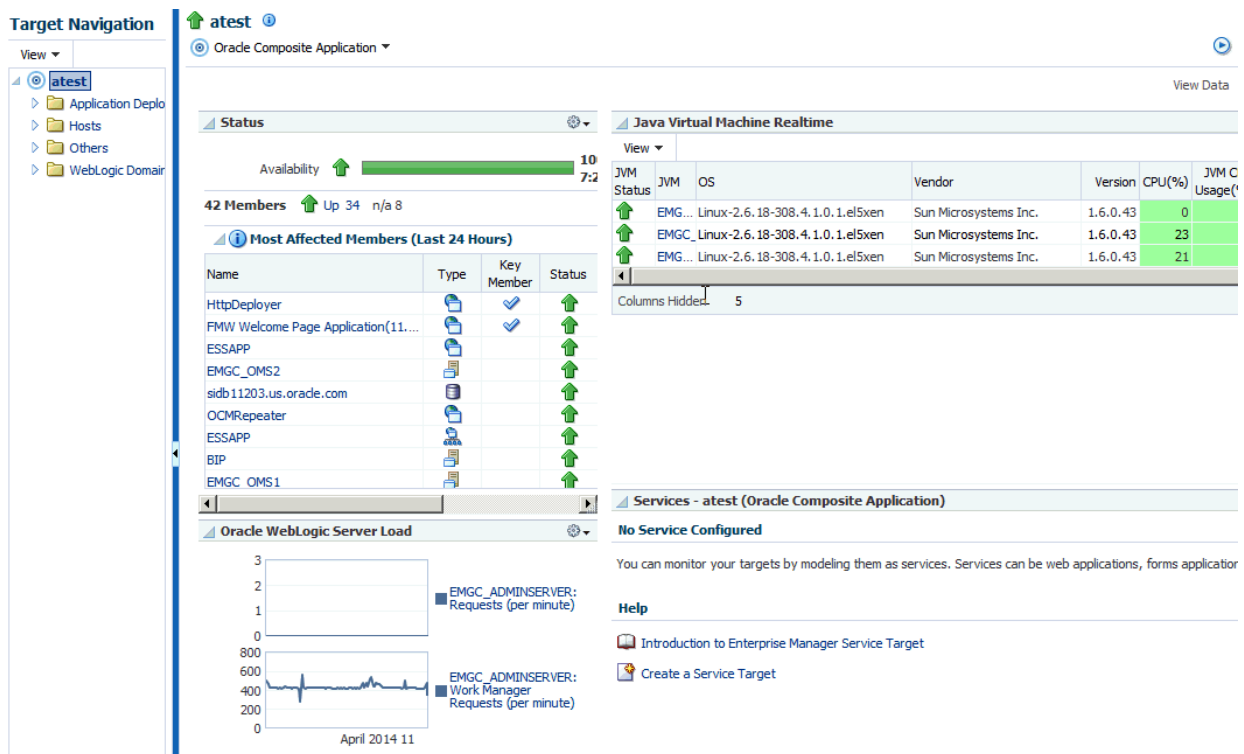 Target Navigation
View
atest
Application Deplo
Hosts
Others
WebLogic Domair
atest
Oracle Composite Application
View Data
Status
Availability
7:2
42 Members Up 34 n/a 8
Most Affected Members (Last 24 Hours)
Name Type Key Member Status
HttpDeployer
FMW Welcome Page Application(11....
ESSAPP
EMGC_OMS2
sidb11203.us.oracle.com
OCMRepeater
ESSAPP
BIP
EMGC_OMS1
Oracle WebLogic Server Load
3
2
1
0
EMGC_ADMINSERVER:
Requests (per minute)
800
600
400
200
0
EMGC_ADMINSERVER:
Work Manager
Requests (per minute)
April 2014 11
Java Virtual Machine Realtime
View
JVM Status JVM OS Vendor Version CPU(%) JVM C Usage(%
EMG... Linux-2.6.18-308.4.1.0.1.el5xen Sun Microsystems Inc. 1.6.0.43 0
EMGC_ Linux-2.6.18-308.4.1.0.1.el5xen Sun Microsystems Inc. 1.6.0.43 23
EMG... Linux-2.6.18-308.4.1.0.1.el5xen Sun Microsystems Inc. 1.6.0.43 21
Columns Hidden 5
Services - atest (Oracle Composite Application)
No Service Configured
You can monitor your targets by modeling them as services. Services can be web applications, forms application
Help
Introduction to Enterprise Manager Service Target
Create a Service Target